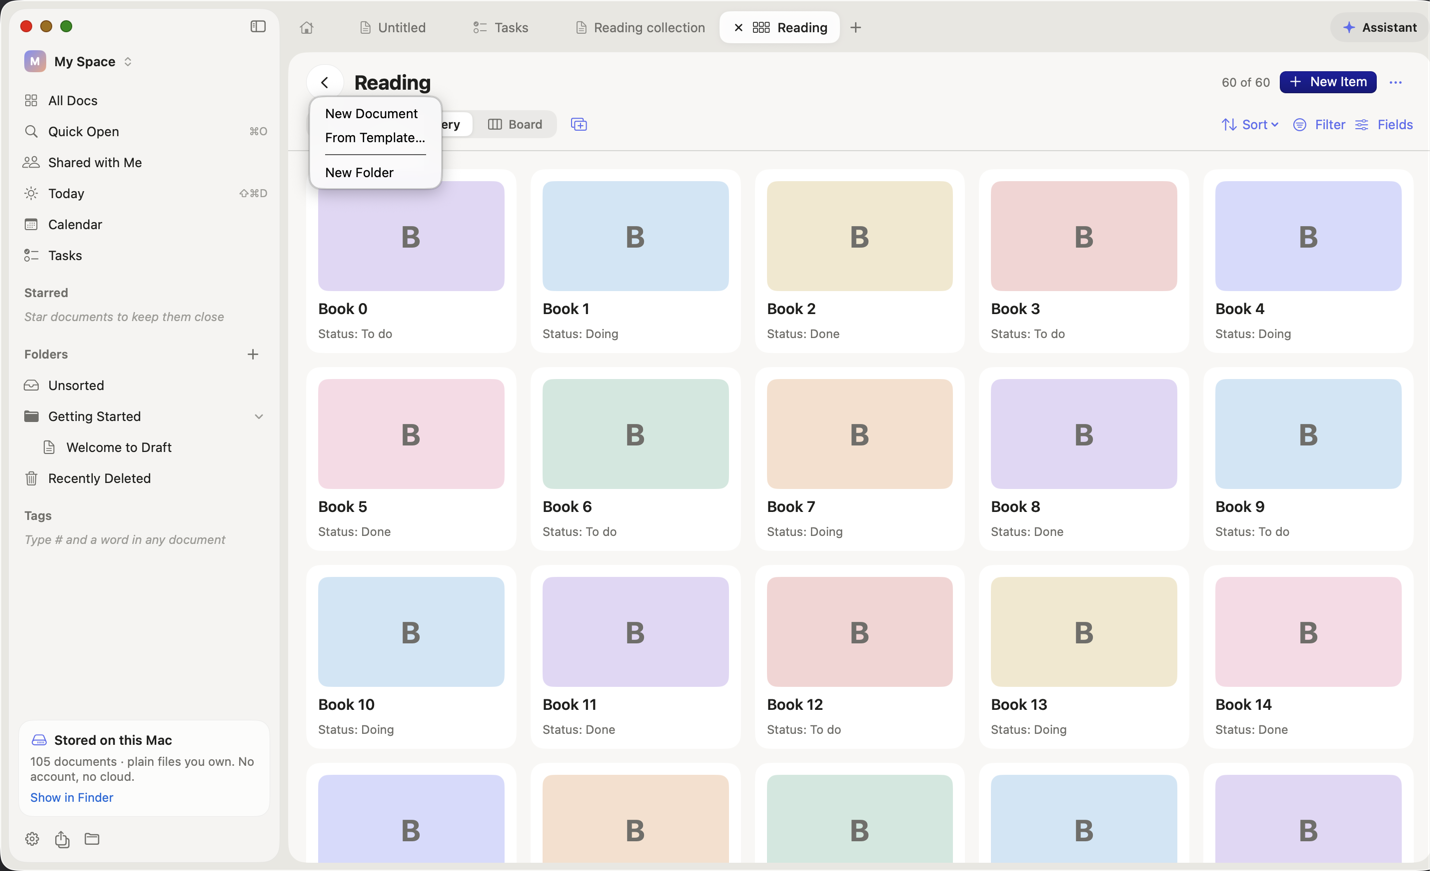 Untitled
Tasks
Reading collection
Reading
Assistant
M My Space
All Docs
Quick Open ⌘O
Shared with Me
Today ⇧⌘D
Calendar
Tasks
Starred
Star documents to keep them close
Folders
Unsorted
Getting Started
Welcome to Draft
Recently Deleted
Tags
Type # and a word in any document
Stored on this Mac
105 documents · plain files you own. No
account, no cloud.
Show in Finder
Reading
60 of 60
New Item
New Document
From Template...
New Folder
ery
Board
Sort
Filter
Fields
B
B
B
B
B
Book 0
Book 1
Book 2
Book 3
Book 4
Status: To do
Status: Doing
Status: Done
Status: To do
Status: Doing
B
B
B
B
B
Book 5
Book 6
Book 7
Book 8
Book 9
Status: Done
Status: To do
Status: Doing
Status: Done
Status: To do
B
B
B
B
B
Book 10
Book 11
Book 12
Book 13
Book 14
Status: Doing
Status: Done
Status: To do
Status: Doing
Status: Done
B
B
B
B
B